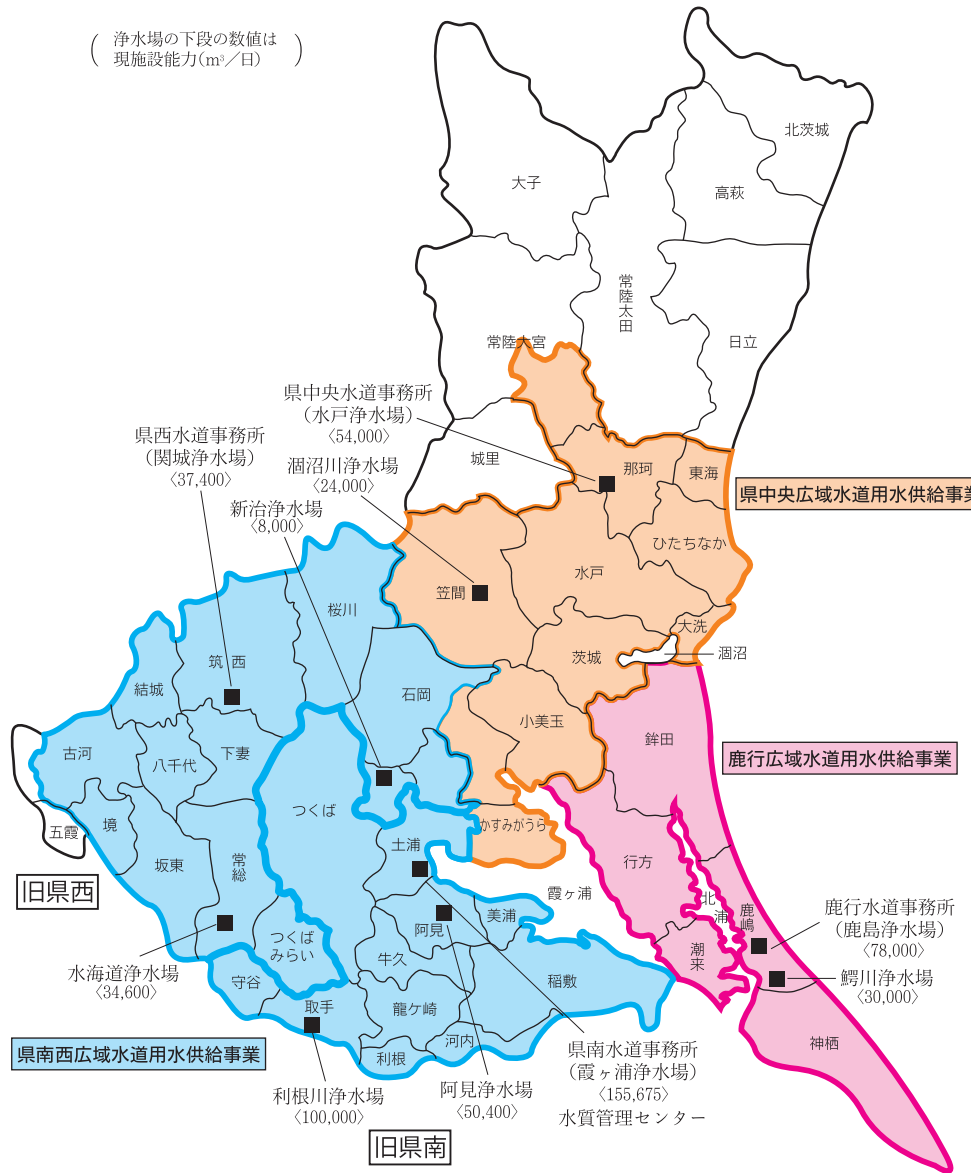 浄水場の下段の数値は
現施設能力(m³／日)
北茨城
大子
高萩
常陸太田
日立
常陸大宮
県中央水道事務所
(水戸浄水場)
〈54,000〉
県西水道事務所
(関城浄水場)
〈37,400〉
涸沼川浄水場
〈24,000〉
新治浄水場
〈8,000〉
城里
那珂
東海
県中央広域水道用水供給事業
ひたちなか
水戸
笠間
桜川
大洗
涸沼
茨城
筑西
石岡
結城
小美玉
鉾田
古河
八千代
下妻
鹿行広域水道用水供給事業
つくば
かすみがうら
五霞
境
土浦
坂東
常総
行方
旧県西
霞ヶ浦
北浦
鹿嶋
鹿行水道事務所
(鹿島浄水場)
〈78,000〉
美浦
阿見
つくば
みらい
牛久
潮来
水海道浄水場
〈34,600〉
守谷
稲敷
鰐川浄水場
〈30,000〉
取手
龍ケ崎
神栖
河内
利根
県南西広域水道用水供給事業
県南水道事務所
(霞ヶ浦浄水場)
〈155,675〉
水質管理センター
阿見浄水場
〈50,400〉
利根川浄水場
〈100,000〉
旧県南